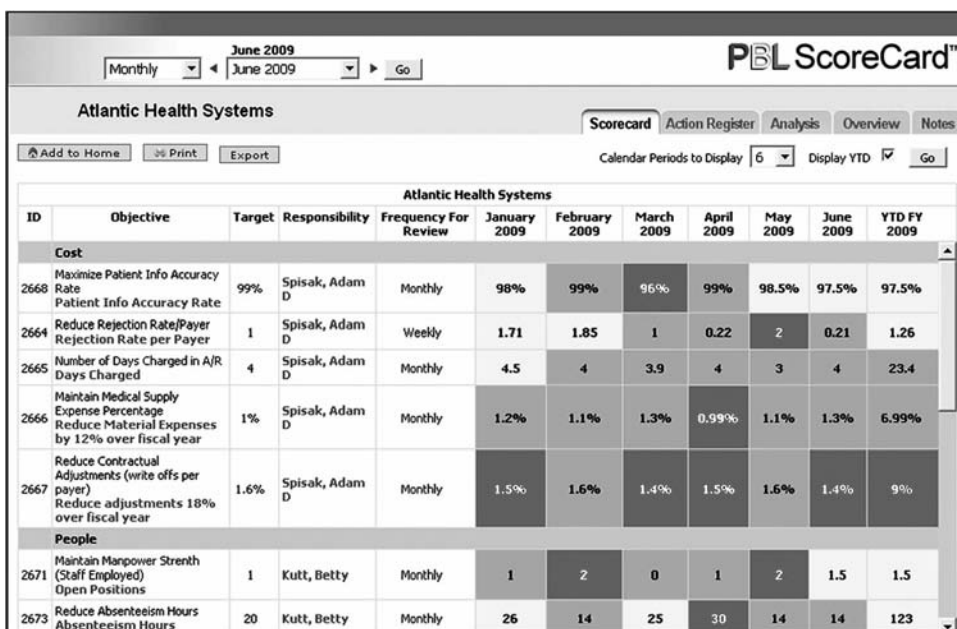 June 2009
Monthly June 2009 Go
PBL ScoreCard™
Atlantic Health Systems
Scorecard Action Register Analysis Overview Notes
Add to Home Print Export Calendar Periods to Display 6 Display YTD Go
Atlantic Health Systems
ID Objective Target Responsibility Frequency For Review January 2009 February 2009 March 2009 April 2009 May 2009 June 2009 YTD FY 2009
Cost
2668 Maximize Patient Info Accuracy Rate Patient Info Accuracy Rate 99% Spisak, Adam D Monthly 98% 99% 96% 99% 98.5% 97.5% 97.5%
2664 Reduce Rejection Rate/Payer Rejection Rate per Payer 1 Spisak, Adam D Weekly 1.71 1.85 1 0.22 2 0.21 1.26
2665 Number of Days Charged in A/R Days Charged 4 Spisak, Adam D Monthly 4.5 4 3.9 4 3 4 23.4
2666 Maintain Medical Supply Expense Percentage Reduce Material Expenses by 12% over fiscal year 1% Spisak, Adam D Monthly 1.2% 1.1% 1.3% 0.99% 1.1% 1.3% 6.99%
2667 Reduce Contractual Adjustments (write offs per payer) Reduce adjustments 18% over fiscal year 1.6% Spisak, Adam D Monthly 1.5% 1.6% 1.4% 1.5% 1.6% 1.4% 9%
People
2671 Maintain Manpower Strenth (Staff Employed) Open Positions 1 Kutt, Betty Monthly 1 2 0 1 2 1.5 1.5
2673 Reduce Absenteeism Hours Absenteeism Hours 20 Kutt, Betty Monthly 26 14 25 30 14 14 123